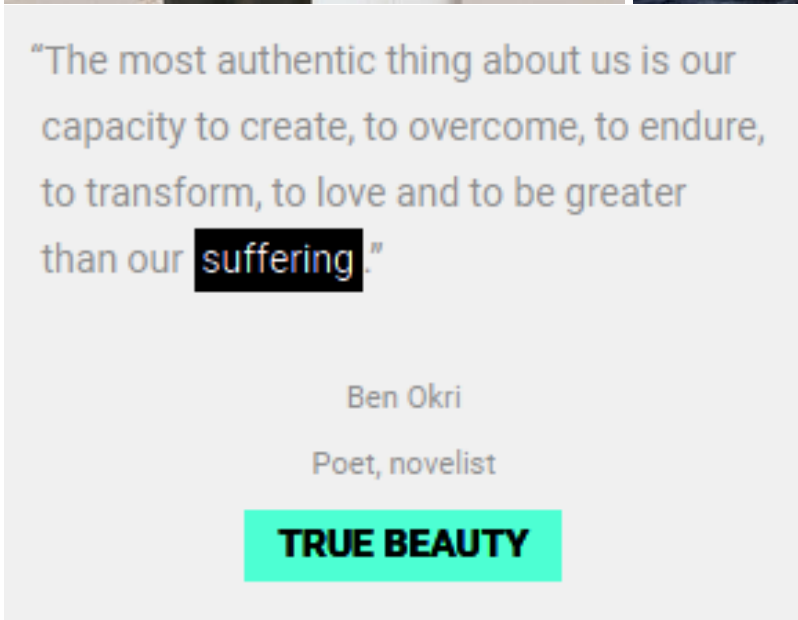 “The most authentic thing about us is our
capacity to create, to overcome, to endure,
to transform, to love and to be greater
than our suffering.”
Ben Okri
Poet, novelist
TRUE BEAUTY